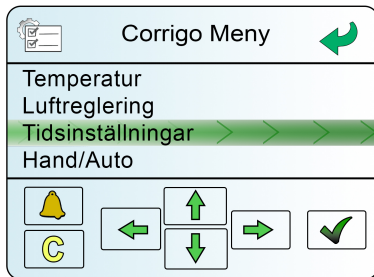 Corrigo Meny
Temperatur
Luftreglering
Tidsinställningar
Hand/Auto
C